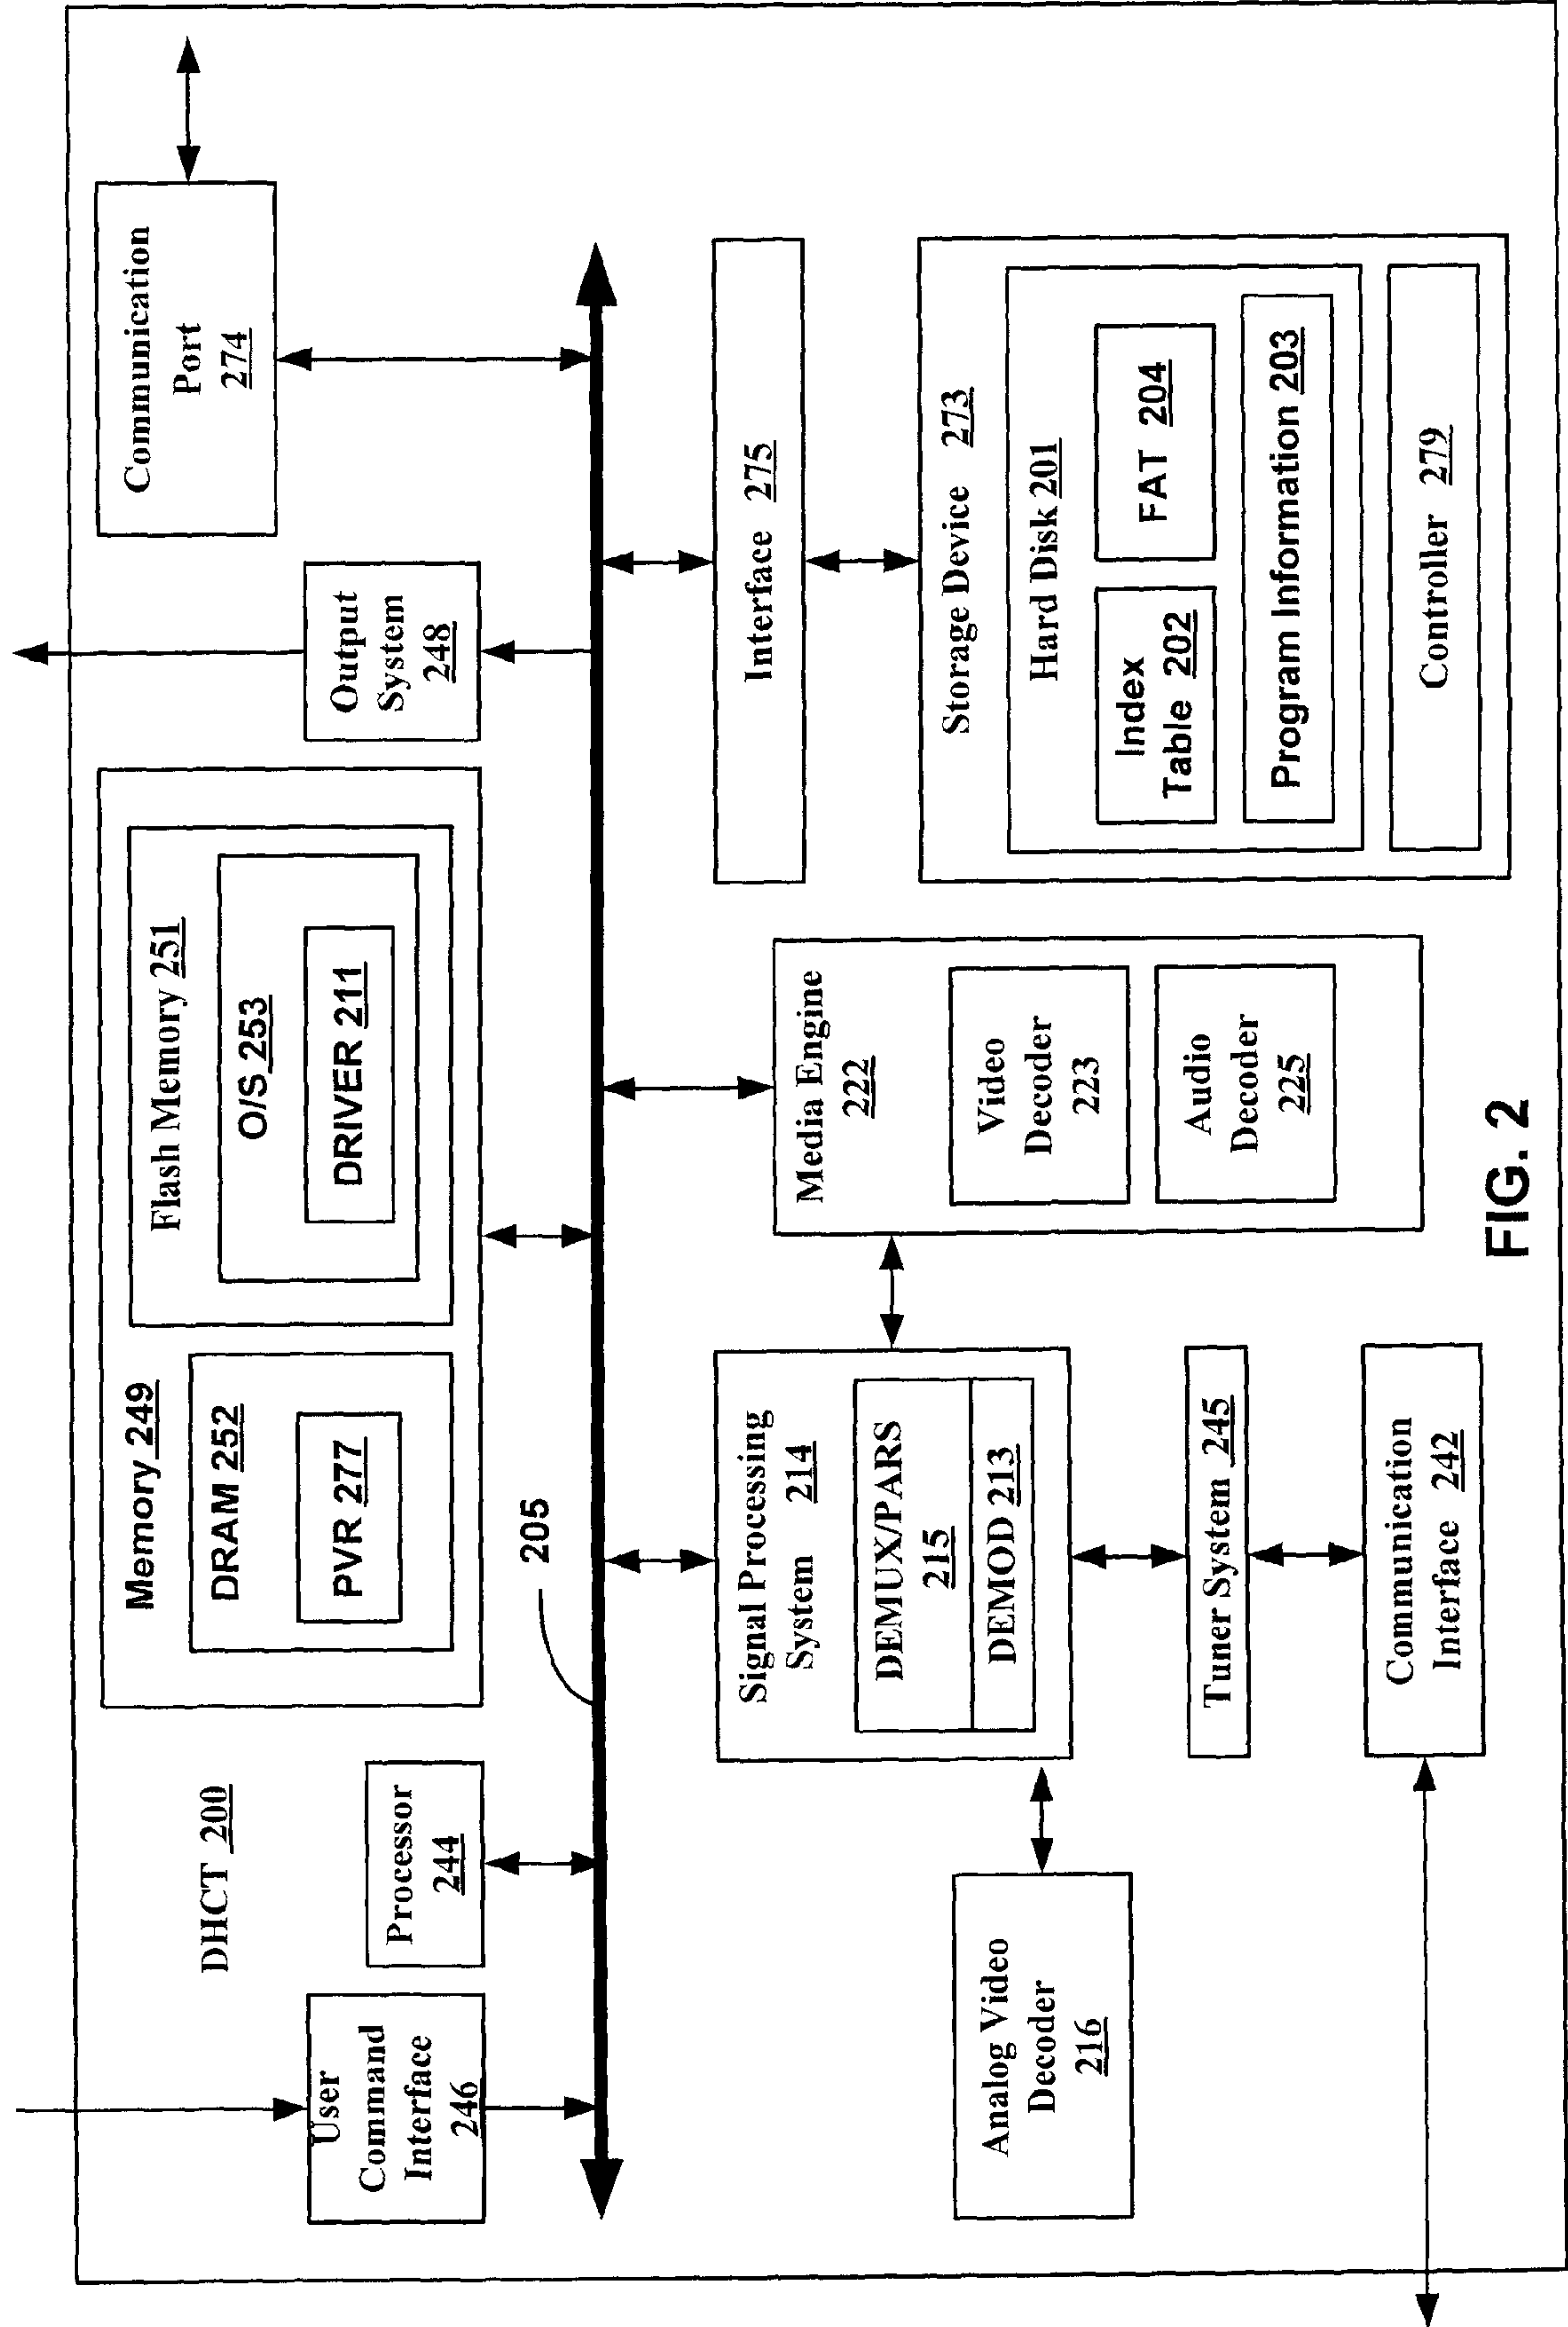 DHCT 200
User
Command
Interface
246
Processor
244
Memory 249
DRAM 252
PVR 277
Flash Memory 251
O/S 253
DRIVER 211
Output
System
248
Communication
Port
274
205
Signal Processing
System 214
DEMUX/PARS
215
DEMOD 213
Analog Video
Decoder
216
Tuner System 245
Communication
Interface 242
Media Engine
222
Video
Decoder
223
Audio
Decoder
225
Interface 275
Storage Device 273
Hard Disk 201
Index
Table 202
FAT 204
Program Information 203
Controller 279
FIG. 2